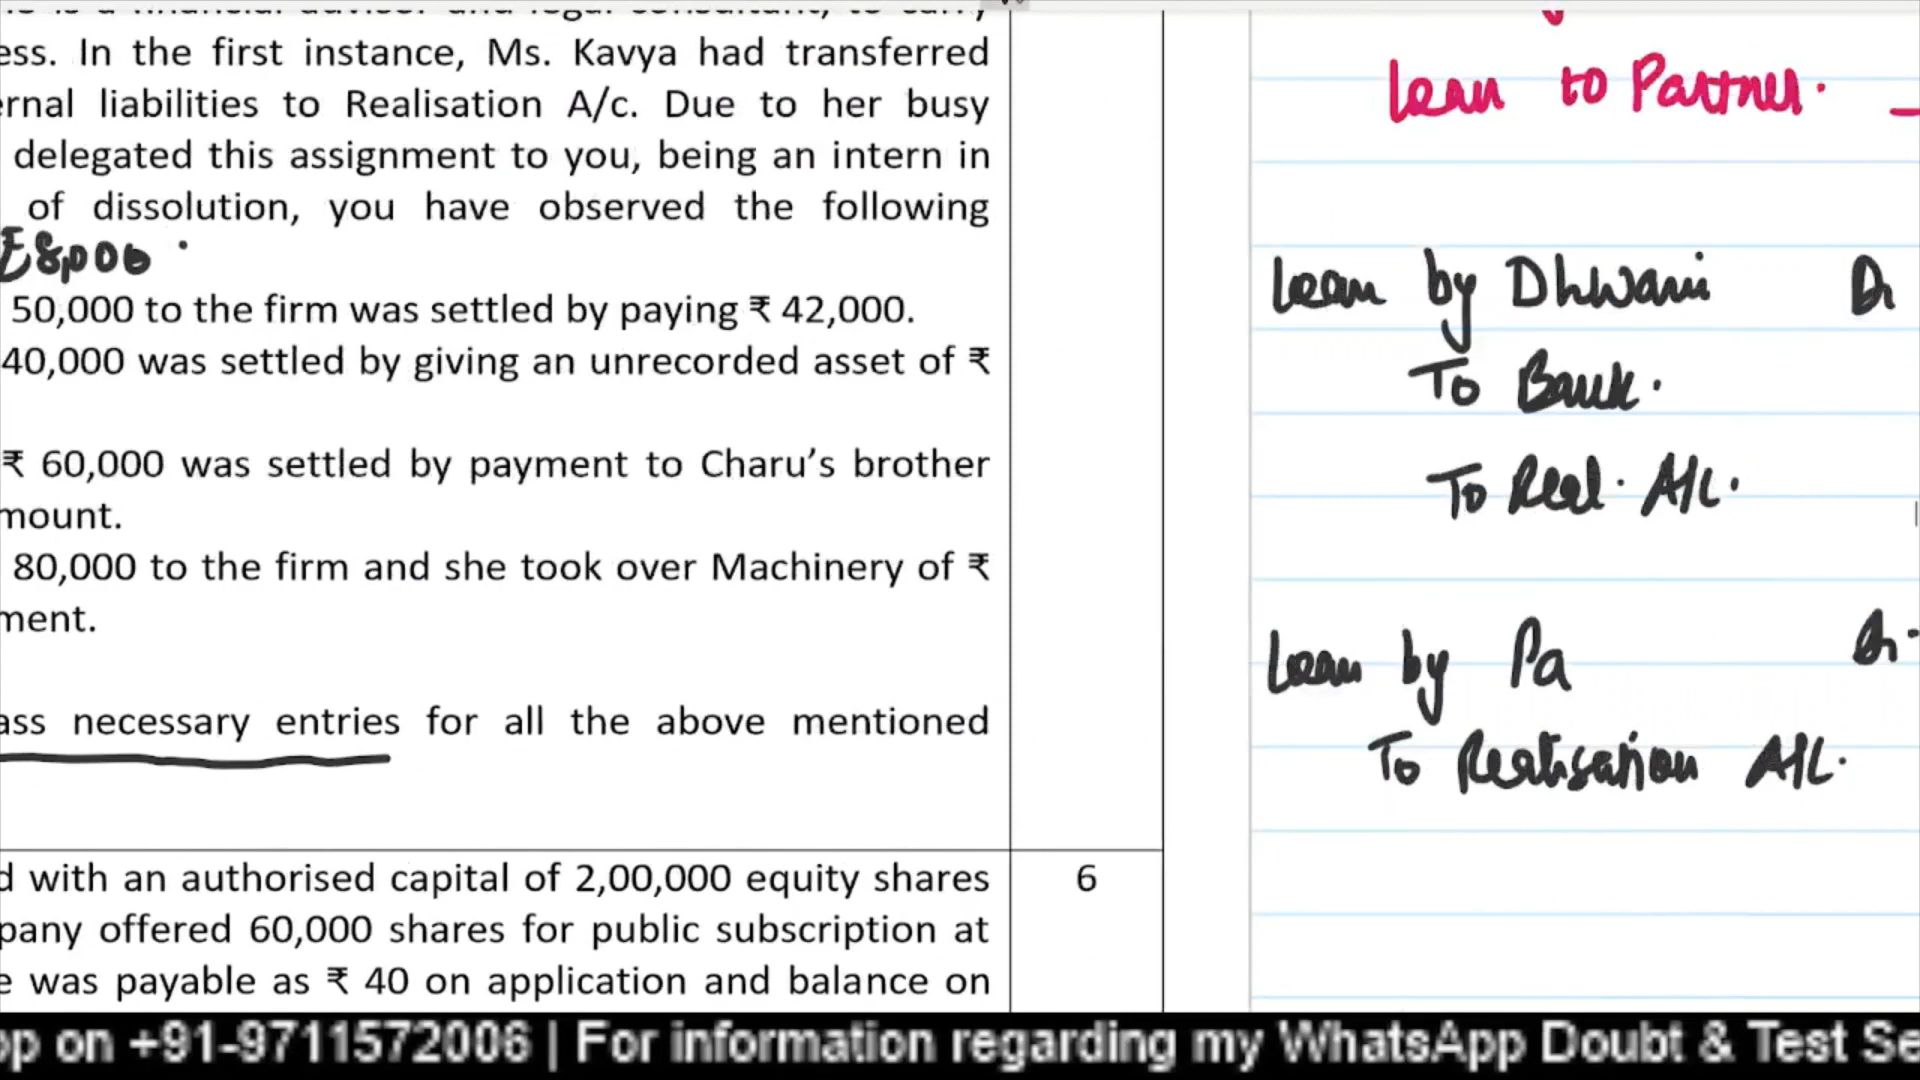 ess. In the first instance, Ms. Kavya had transferred
ernal liabilities to Realisation A/c. Due to her busy
delegated this assignment to you, being an intern in
of dissolution, you have observed the following
₹8,000
50,000 to the firm was settled by paying ₹ 42,000.
40,000 was settled by giving an unrecorded asset of ₹
₹ 60,000 was settled by payment to Charu’s brother
mount.
80,000 to the firm and she took over Machinery of ₹
ment.
ass necessary entries for all the above mentioned
d with an authorised capital of 2,00,000 equity shares
6
pany offered 60,000 shares for public subscription at
e was payable as ₹ 40 on application and balance on
Loan to Partner.
Loan by Dhwani Dr
To Bank.
To Real. A/c.
Loan by Pa Dr.
To Realisation A/c.
pp on +91-9711572006 | For information regarding my WhatsApp Doubt & Test Se